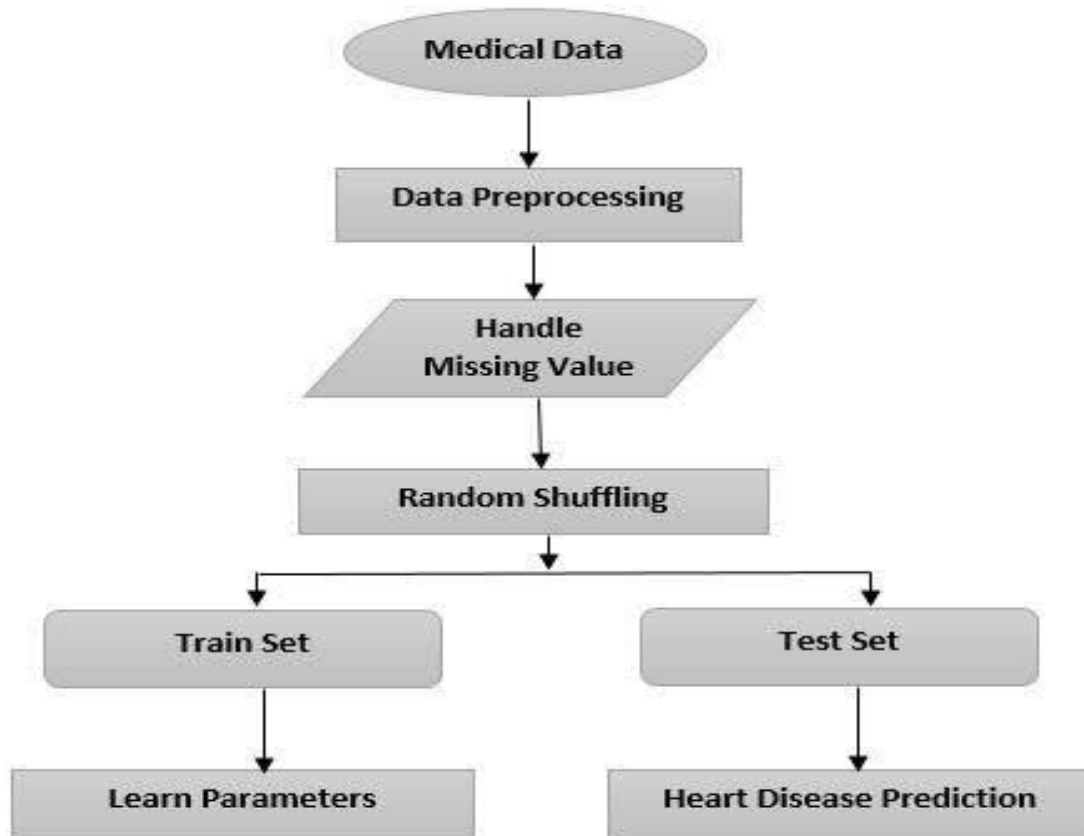 Medical Data
Data Preprocessing
Handle
Missing Value
Random Shuffling
Train Set
Test Set
Learn Parameters
Heart Disease Prediction